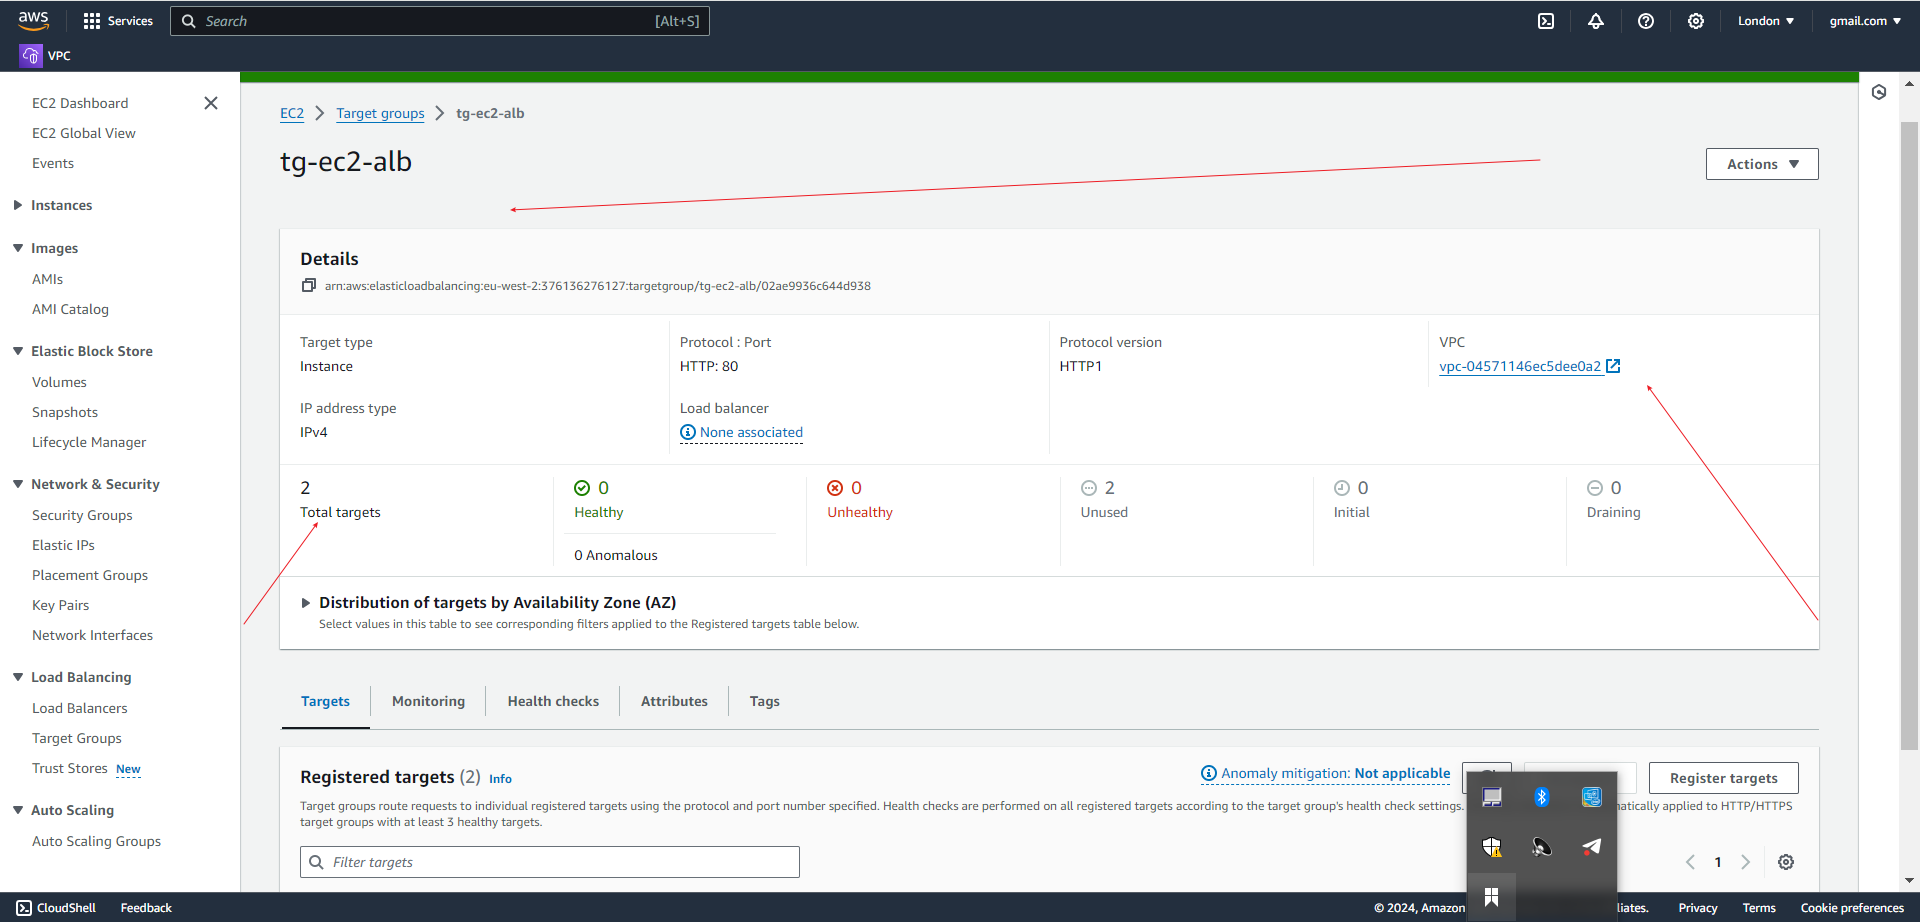 aws
Services
Search
[Alt+S]
London
gmail.com
VPC
EC2 Dashboard
EC2 Global View
Events
Instances
Images
AMIs
AMI Catalog
Elastic Block Store
Volumes
Snapshots
Lifecycle Manager
Network & Security
Security Groups
Elastic IPs
Placement Groups
Key Pairs
Network Interfaces
Load Balancing
Load Balancers
Target Groups
Trust Stores New
Auto Scaling
Auto Scaling Groups
EC2
Target groups
tg-ec2-alb
tg-ec2-alb
Actions
Details
arn:aws:elasticloadbalancing:eu-west-2:376136276127:targetgroup/tg-ec2-alb/02ae9936c644d938
Target type
Instance
Protocol : Port
HTTP: 80
Protocol version
HTTP1
VPC
vpc-04571146ec5dee0a2
IP address type
IPv4
Load balancer
None associated
2
Total targets
0
Healthy
0 Anomalous
0
Unhealthy
2
Unused
0
Initial
0
Draining
Distribution of targets by Availability Zone (AZ)
Select values in this table to see corresponding filters applied to the Registered targets table below.
Targets
Monitoring
Health checks
Attributes
Tags
Registered targets (2) Info
Anomaly mitigation: Not applicable
Register targets
Target groups route requests to individual registered targets using the protocol and port number specified. Health checks are performed on all registered targets according to the target group's health check settings. applied to HTTP/HTTPS
target groups with at least 3 healthy targets.
Filter targets
1
CloudShell
Feedback
© 2024, Amazon
Privacy
Terms
Cookie preferences